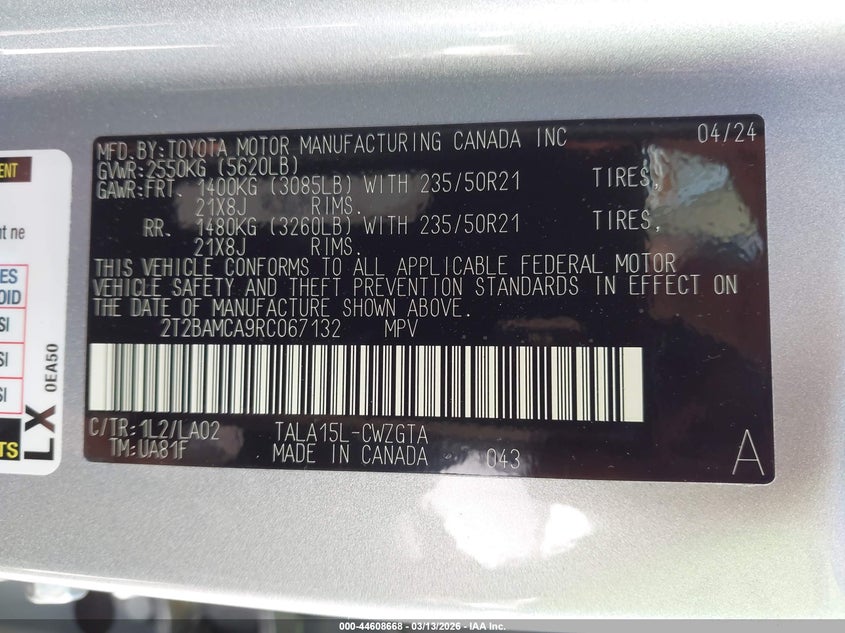 MFD.BY:TOYOTA MOTOR MANUFACTURING CANADA INC 04/24
GVWR:2550KG (5620LB)
GAWR:FRT. 1400KG (3085LB) WITH 235/50R21 TIRES,
21X8J RIMS.
RR. 1480KG (3260LB) WITH 235/50R21 TIRES,
21X8J RIMS.
THIS VEHICLE CONFORMS TO ALL APPLICABLE FEDERAL MOTOR
VEHICLE SAFETY AND THEFT PREVENTION STANDARDS IN EFFECT ON
THE DATE OF MANUFACTURE SHOWN ABOVE.
2T2BAMCA9RC067132 MPV
C/TR:1L2/LA02 TALA15L-CWZGTA
TM:UA81F MADE IN CANADA 043 A
LX 0EA50
000-44608668 - 03/13/2026 - IAA Inc.